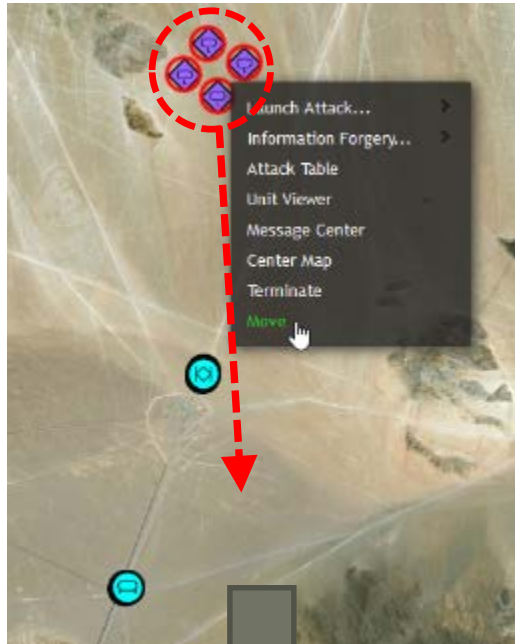 Launch Attack...
Information Forgery...
Attack Table
Unit Viewer
Message Center
Center Map
Terminate
Move